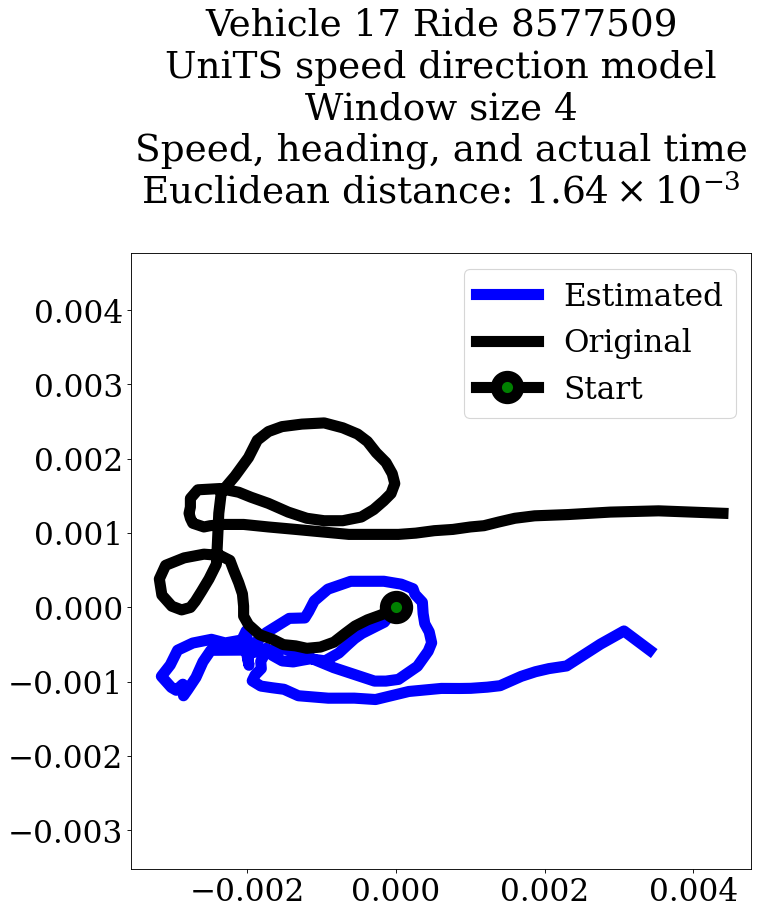 Vehicle 17 Ride 8577509
UniTS speed direction model
Window size 4
Speed, heading, and actual time
Euclidean distance: 1.64 × 10⁻³
Estimated
Original
Start
0.004
0.003
0.002
0.001
0.000
−0.001
−0.002
−0.003
−0.002 0.000 0.002 0.004